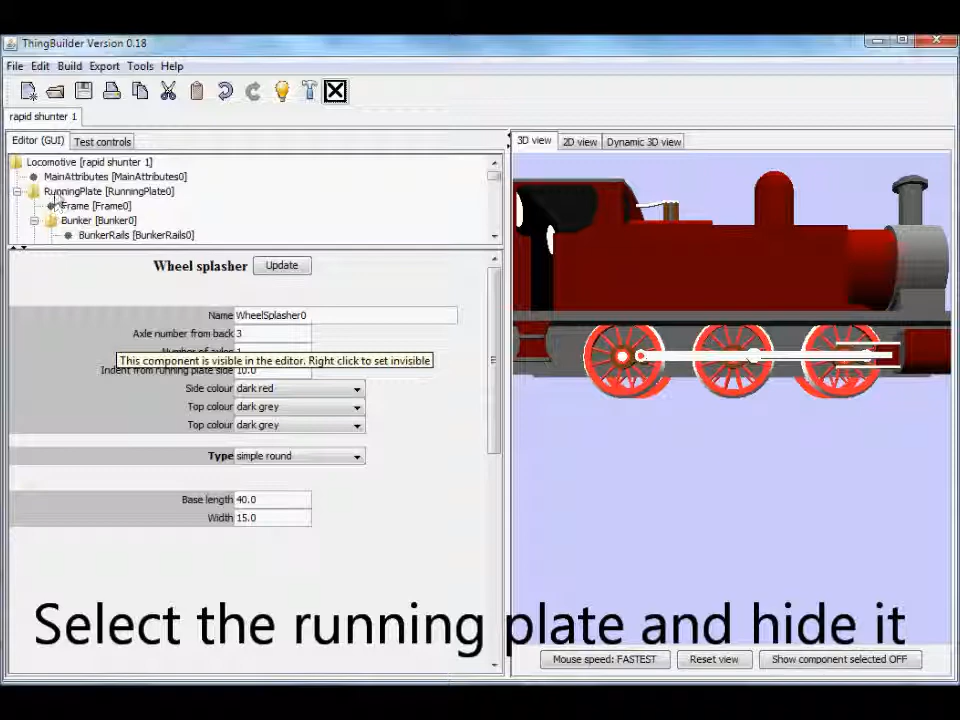 ThingBuilder Version 0.18
File Edit Build Export Tools Help
rapid shunter 1
Editor (GUI) Test controls
Locomotive [rapid shunter 1]
MainAttributes [MainAttributes0]
RunningPlate [RunningPlate0]
Frame [Frame0]
Bunker [Bunker0]
BunkerRails [BunkerRails0]
Wheel splasher Update
Name WheelSplasher0
Axle number from back 3
This component is visible in the editor. Right click to set invisible
Indent from running plate side 10.0
Side colour dark red
Top colour dark grey
Top colour dark grey
Type simple round
Base length 40.0
Width 15.0
3D view 2D view Dynamic 3D view
Select the running plate and hide it
Mouse speed: FASTEST Reset view Show component selected OFF